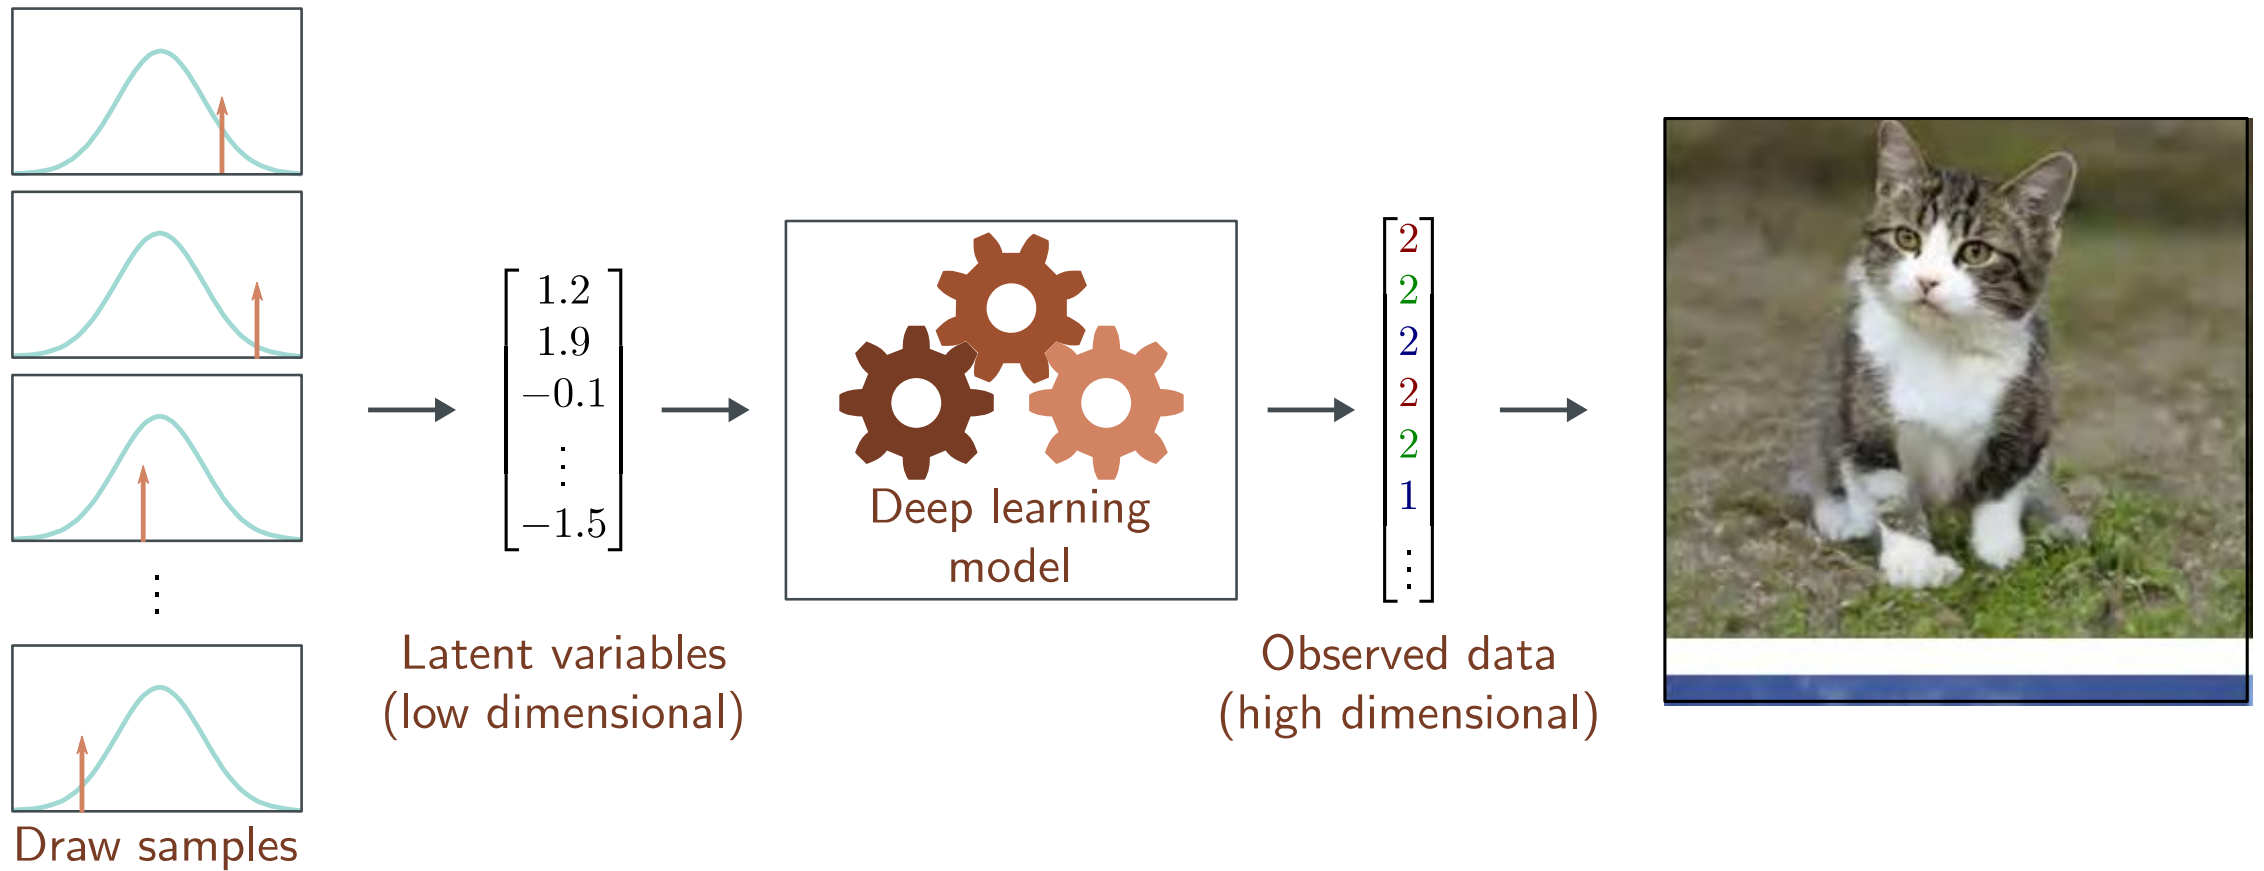 1.2
1.9
−0.1
⋮
−1.5
2
2
2
2
2
1
⋮
⋮
Deep learning
model
Latent variables
(low dimensional)
Observed data
(high dimensional)
Draw samples